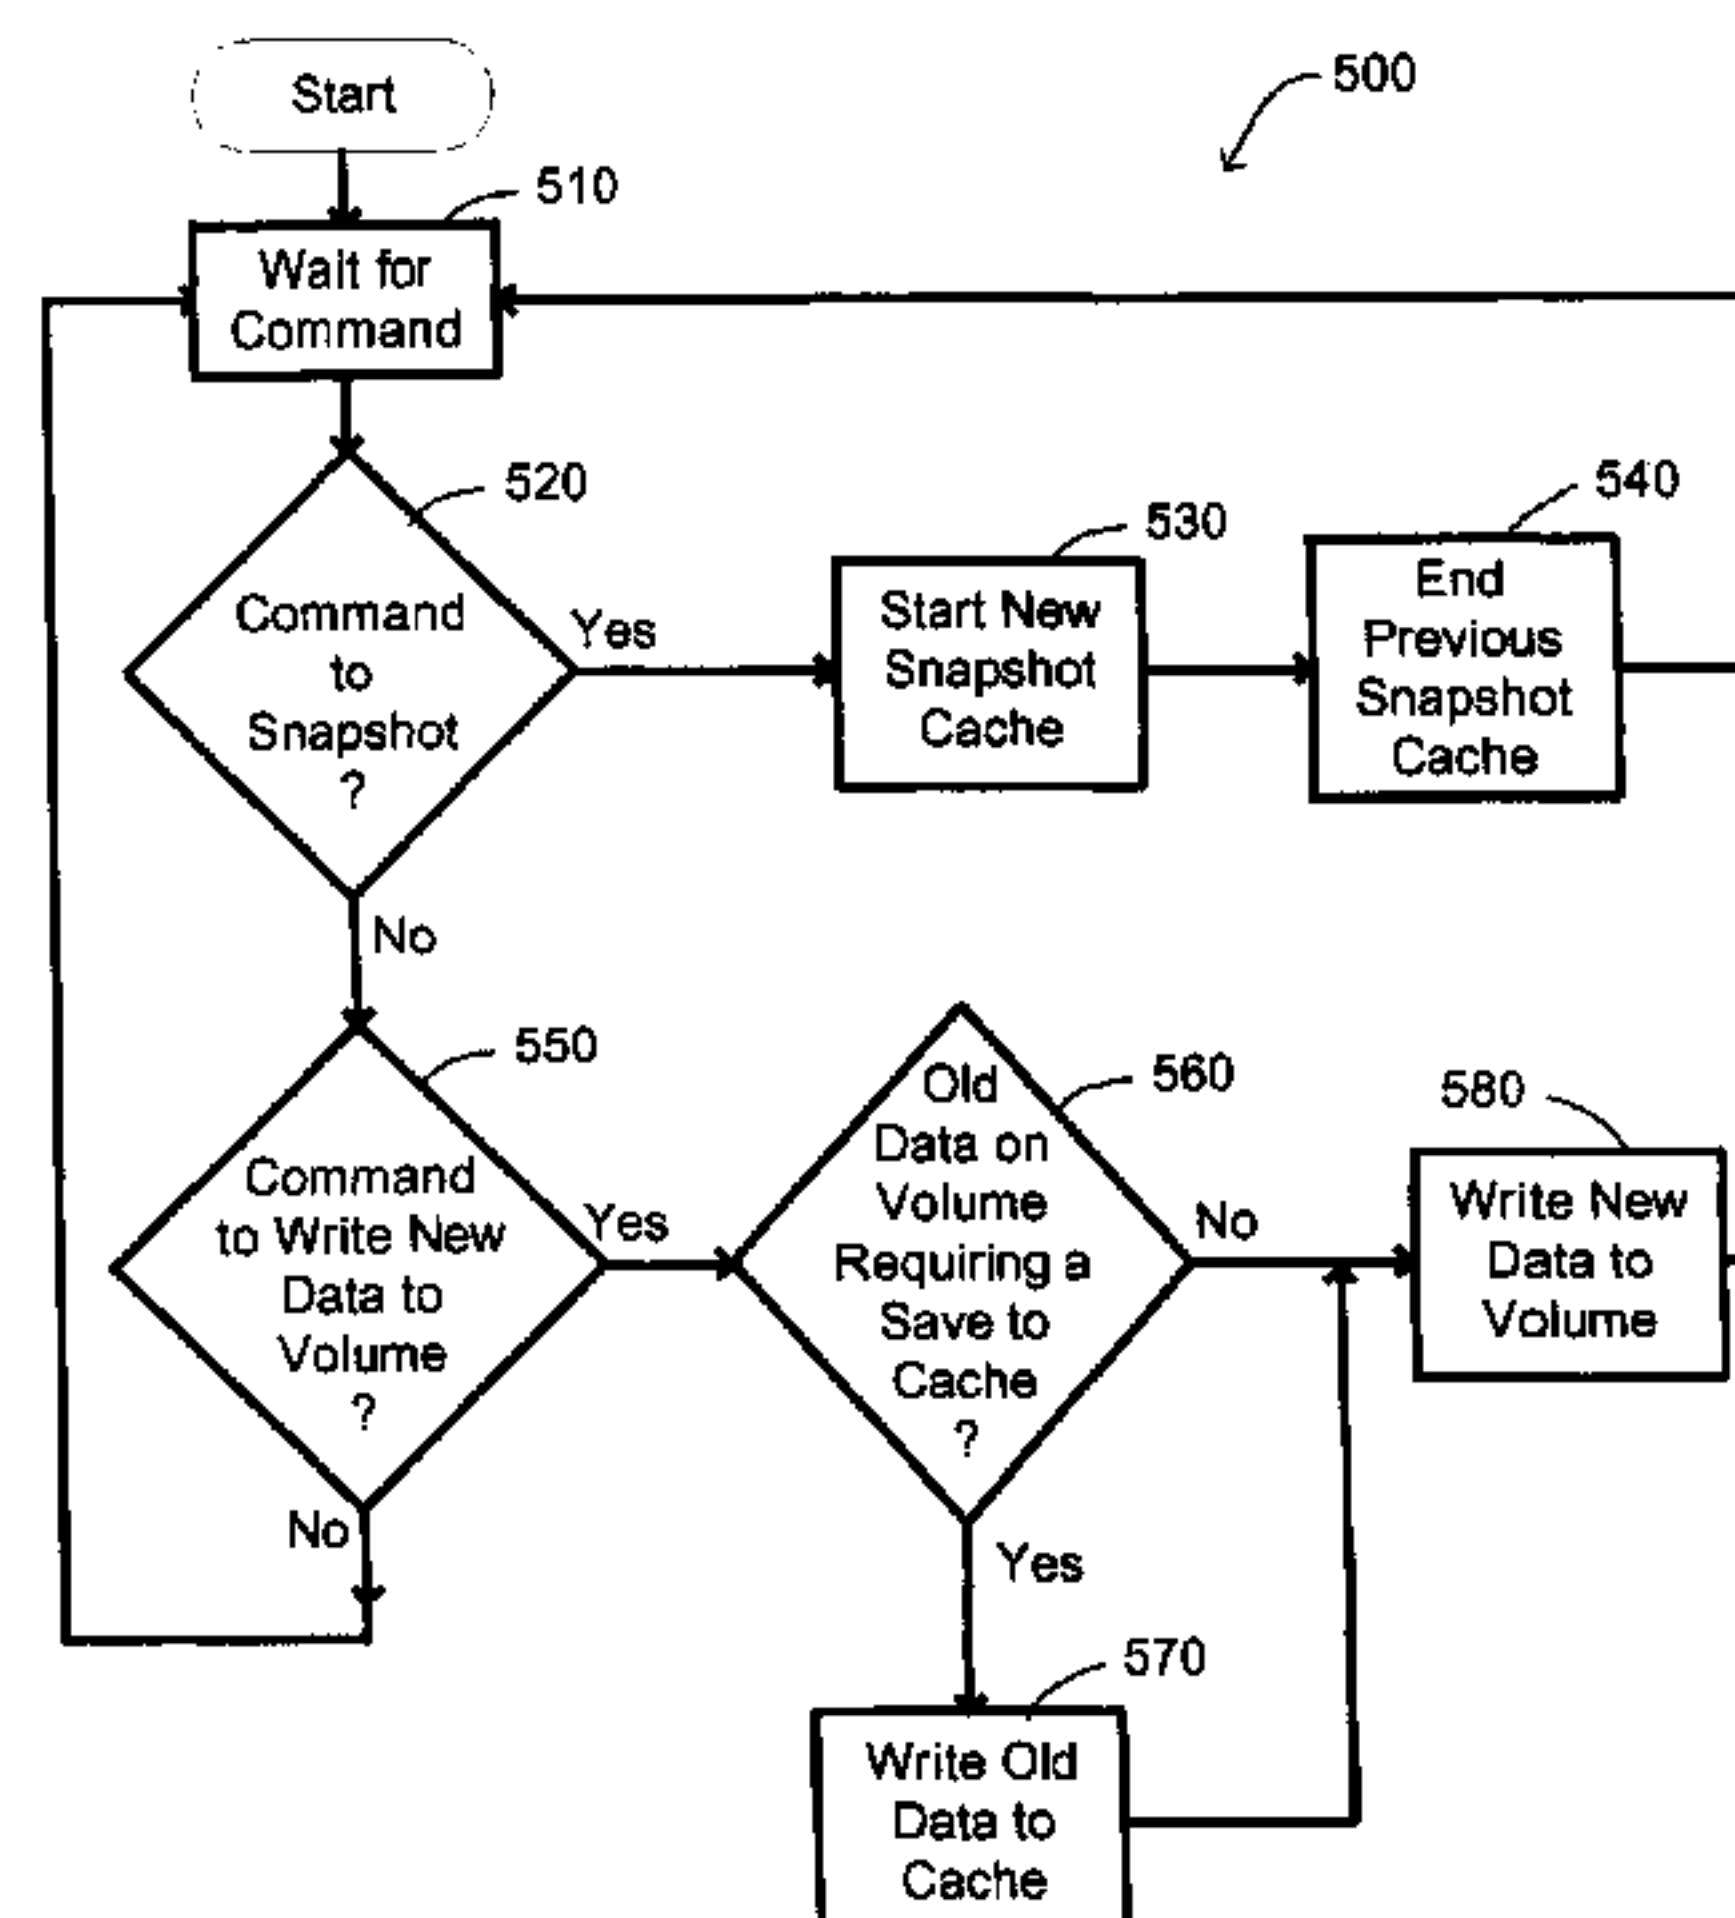 Start
500
510
Wait for
Command
520
Command
to
Snapshot
?
Yes
530
Start New
Snapshot
Cache
540
End
Previous
Snapshot
Cache
No
550
Command
to Write New
Data to
Volume
?
Yes
No
560
Old
Data on
Volume
Requiring a
Save to
Cache
?
No
Yes
580
Write New
Data to
Volume
570
Write Old
Data to
Cache